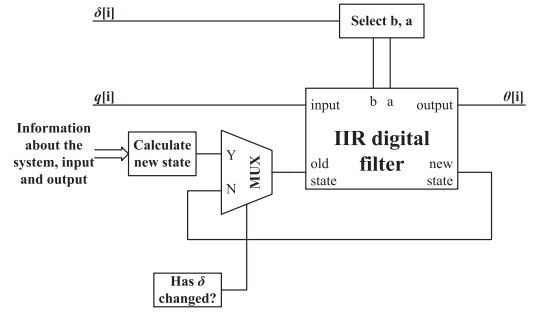 δ[i]
Select b, a
q[i]
b a
input
output
θ[i]
IIR digital
filter
Information
about the
system, input
and output
Calculate
new state
Y
N
MUX
old
state
new
state
Has δ
changed?